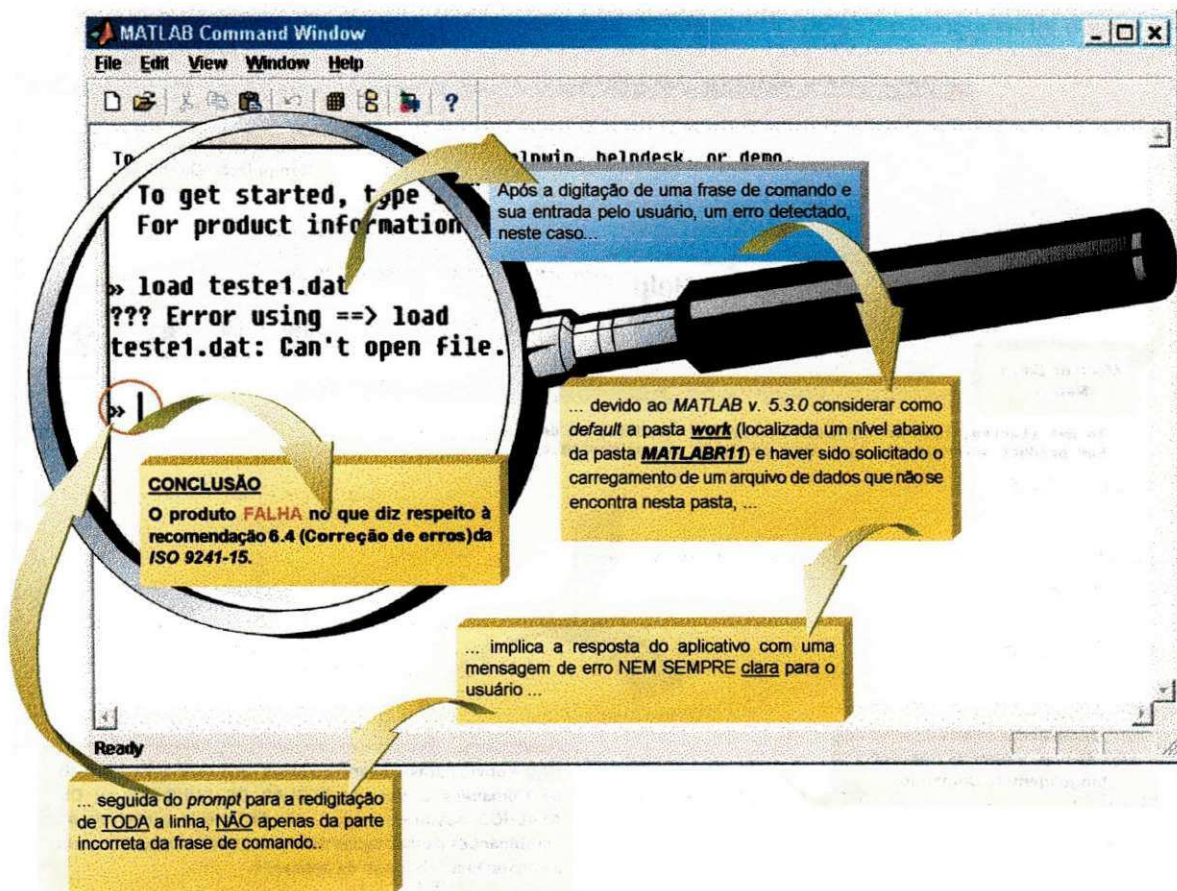 MATLAB Command Window
File Edit View Window Help
To get started, type
For product information
» load teste1.dat
??? Error using ==> load
teste1.dat: Can't open file.
»
helpdesk, or demo.
Após a digitação de uma frase de comando e
sua entrada pelo usuário, um erro detectado,
neste caso...
... devido ao MATLAB v. 5.3.0 considerar como
default a pasta work (localizada um nível abaixo
da pasta MATLABR11) e haver sido solicitado o
carregamento de um arquivo de dados que não se
encontra nesta pasta, ...
... implica a resposta do aplicativo com uma
mensagem de erro NEM SEMPRE clara para o
usuário ...
... seguida do prompt para a redigitação
de TODA a linha, NÃO apenas da parte
incorreta da frase de comando..
CONCLUSÃO
O produto FALHA no que diz respeito à
recomendação 6.4 (Correção de erros)da
ISO 9241-15.
Ready